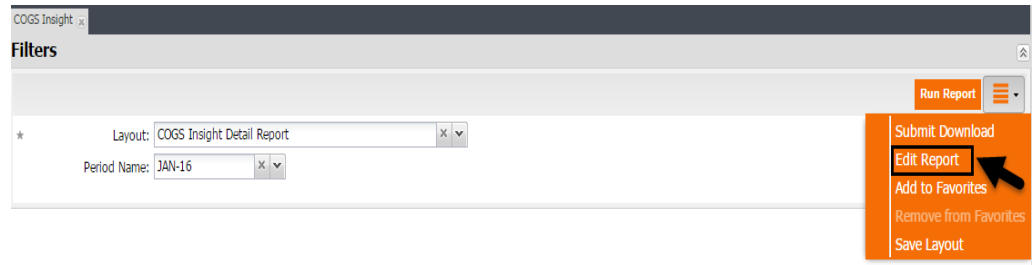 COGS Insight x
Filters
Run Report
* Layout: COGS Insight Detail Report x
Period Name: JAN-16 x
Submit Download
Edit Report
Add to Favorites
Remove from Favorites
Save Layout